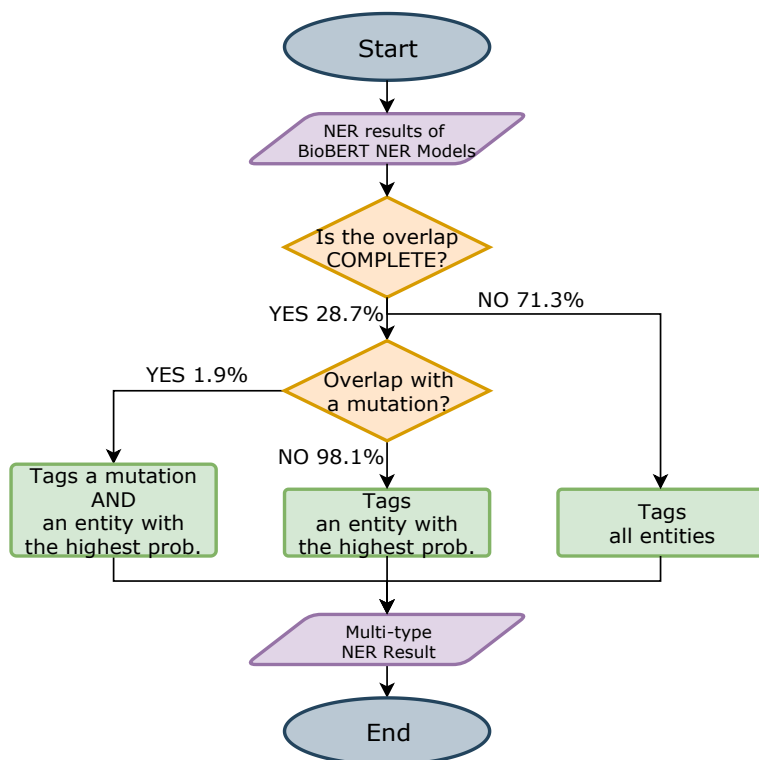 Start
NER results of
BioBERT NER Models
Is the overlap
COMPLETE?
YES 28.7%
NO 71.3%
Overlap with
a mutation?
YES 1.9%
NO 98.1%
Tags a mutation
AND
an entity with
the highest prob.
Tags
an entity with
the highest prob.
Tags
all entities
Multi-type
NER Result
End